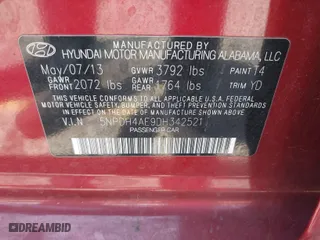 MANUFACTURED BY
HYUNDAI MOTOR MANUFACTURING ALABAMA, LLC
May/07/13 GVWR 3792 lbs PAINT T4
GAWR FRONT 2072 lbs GAWR REAR 1764 lbs TRIM YD
THIS VEHICLE CONFORMS TO ALL APPLICABLE FEDERAL MOTOR
VEHICLE SAFETY, BUMPER, AND THEFT PREVENTION STANDARDS
IN EFFECT ON THE DATE OF MANUFACTURE SHOWN ABOVE.
V.I.N 5NPDH4AE9DH342521
PASSENGER CAR